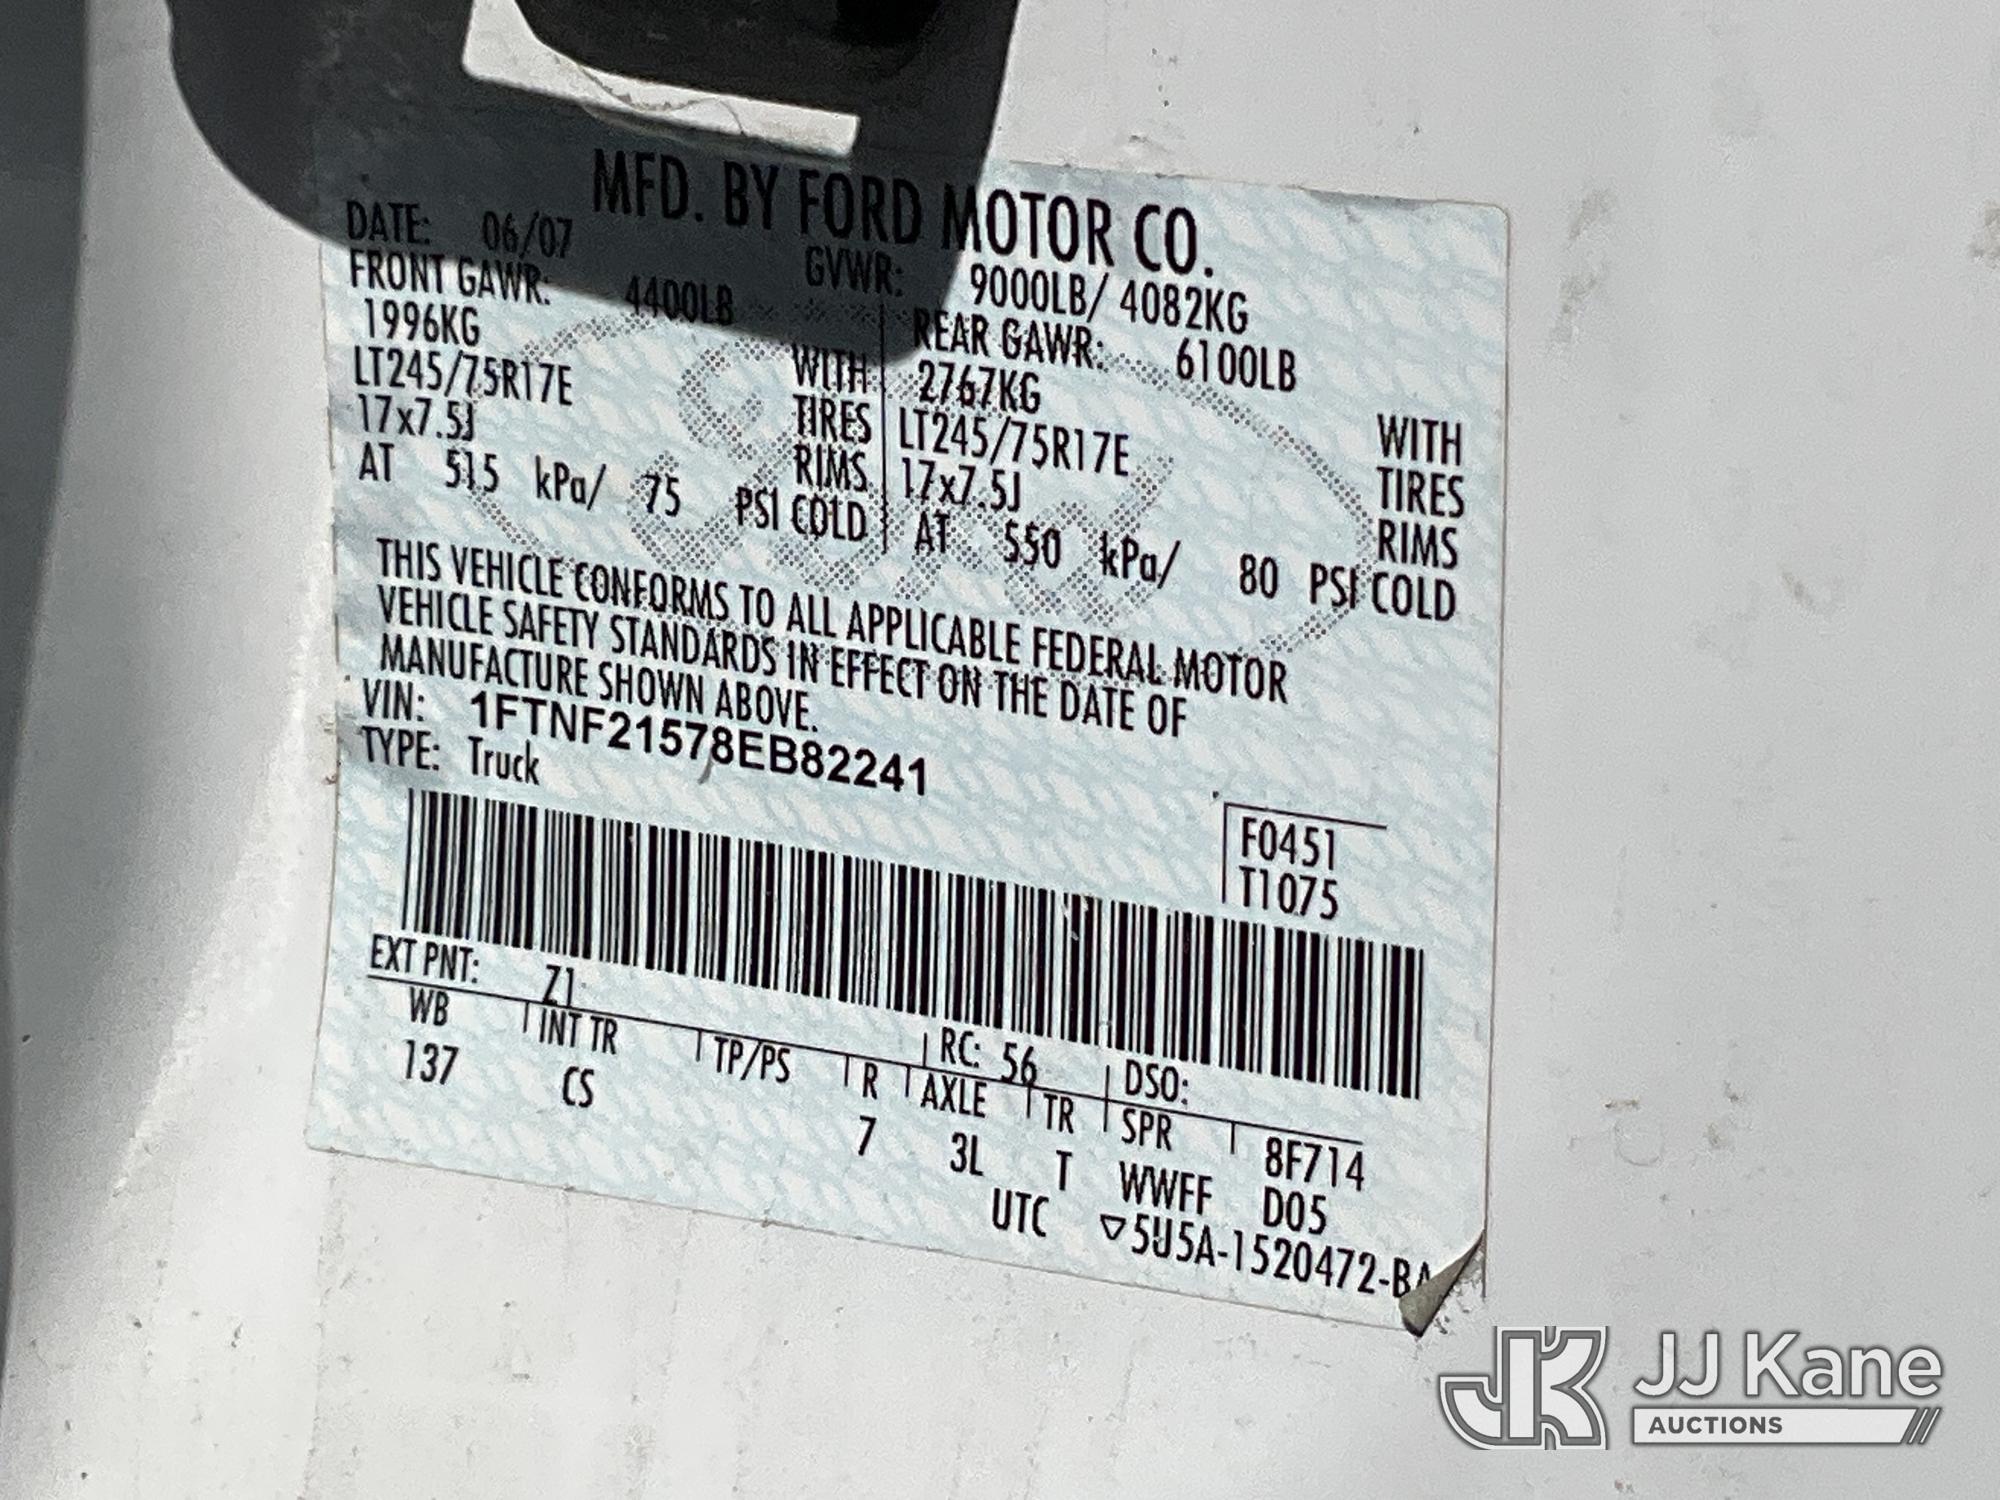 MFD. BY FORD MOTOR CO.
DATE: 06/07 GVWR: 9000LB/ 4082KG
FRONT GAWR: 4400LB REAR GAWR: 6100LB
1996KG WITH 2767KG WITH
LT245/75R17E TIRES LT245/75R17E TIRES
17x7.5J RIMS 17x7.5J RIMS
AT 515 kPa/ 75 PSI COLD AT 550 kPa/ 80 PSI COLD
THIS VEHICLE CONFORMS TO ALL APPLICABLE FEDERAL MOTOR
VEHICLE SAFETY STANDARDS IN EFFECT ON THE DATE OF
MANUFACTURE SHOWN ABOVE.
VIN: 1FTNF21578EB82241
TYPE: Truck
F0451
T1075
EXT PNT: Z1 RC: 56 DSO:
WB INT TR TP/PS R AXLE TR SPR 8F714
137 CS 7 3L T WWFF D05
UTC ▽5U5A-1520472-BA
JK JJ Kane
AUCTIONS